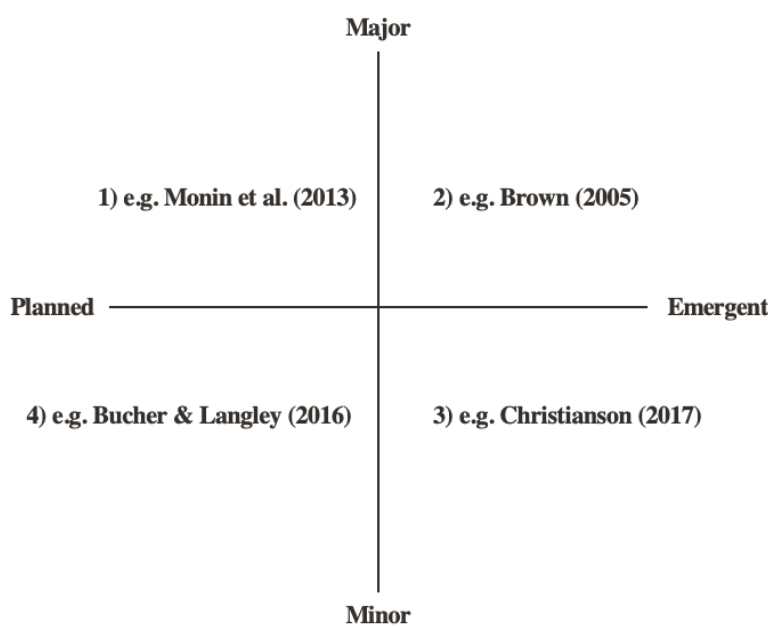 Major
1) e.g. Monin et al. (2013)
2) e.g. Brown (2005)
Planned
Emergent
4) e.g. Bucher & Langley (2016)
3) e.g. Christianson (2017)
Minor